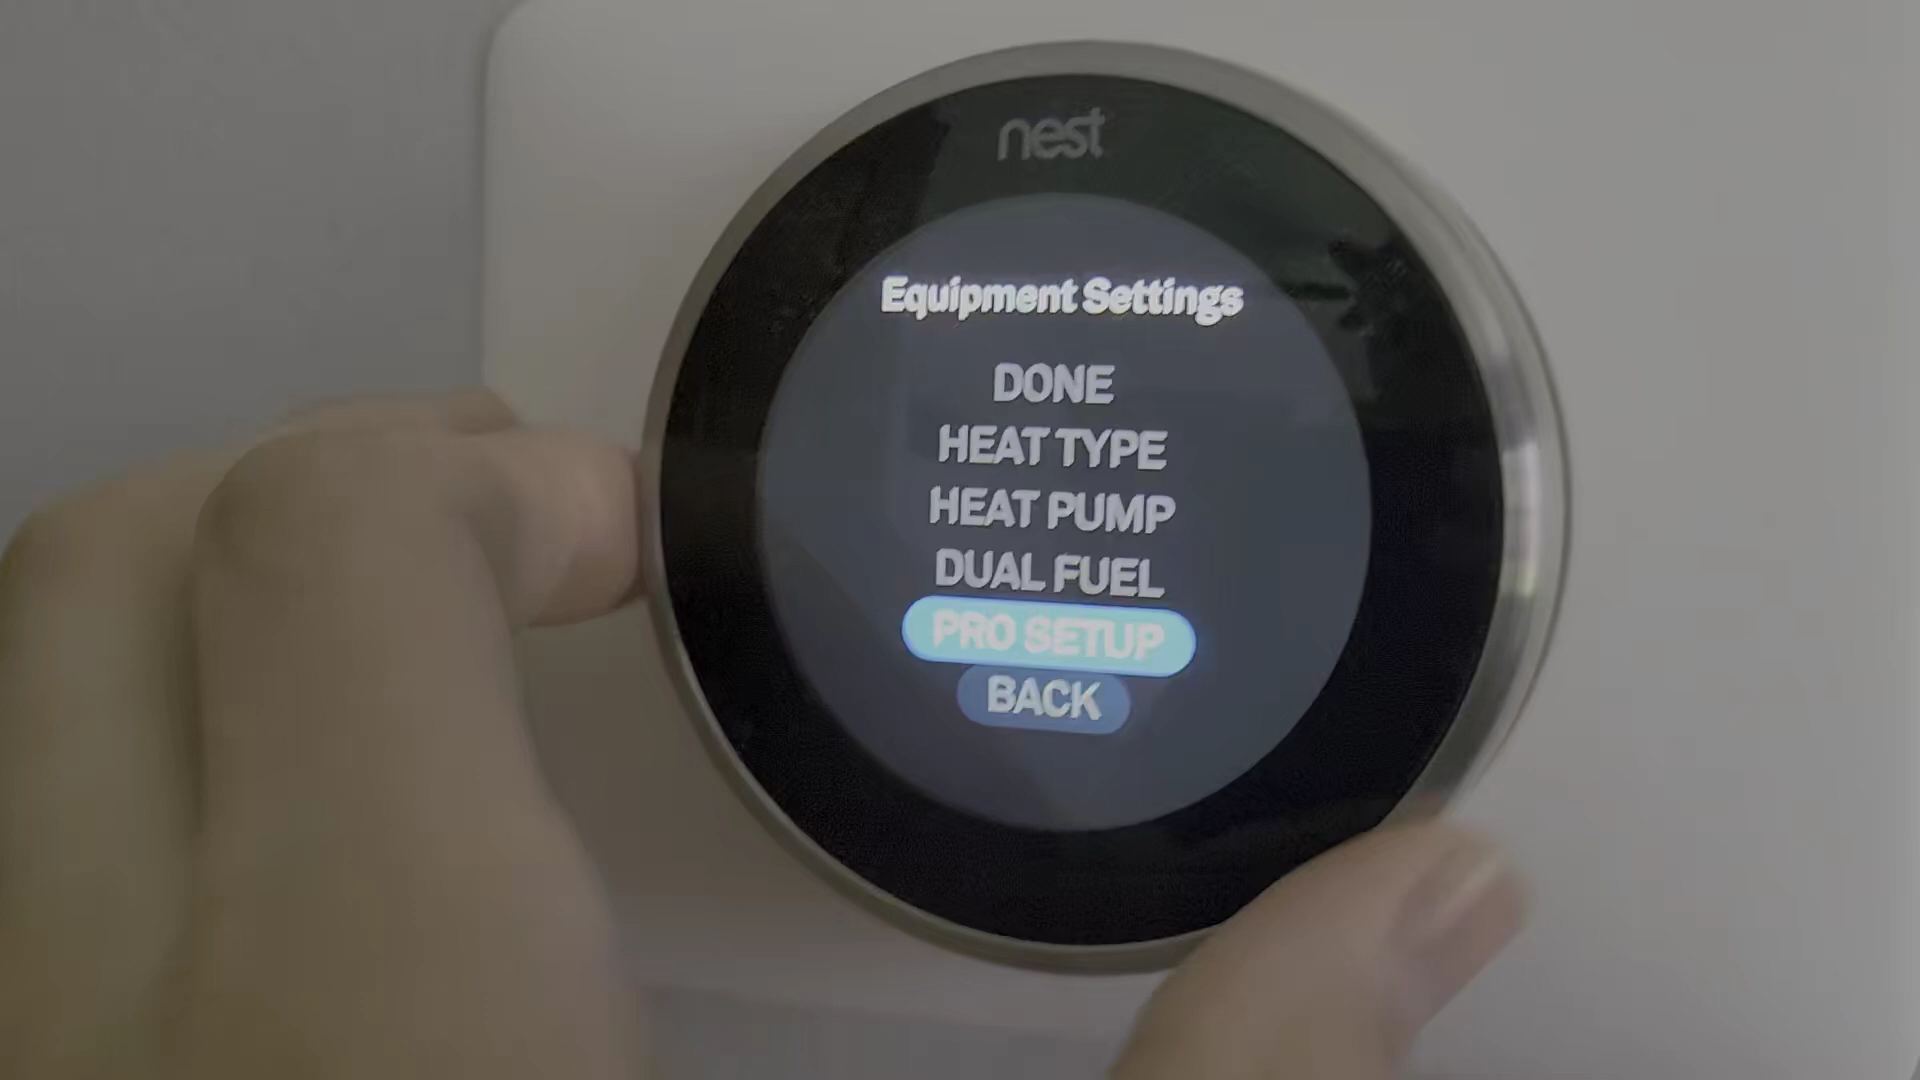 nest
Equipment Settings
DONE
HEAT TYPE
HEAT PUMP
DUAL FUEL
PRO SETUP
BACK